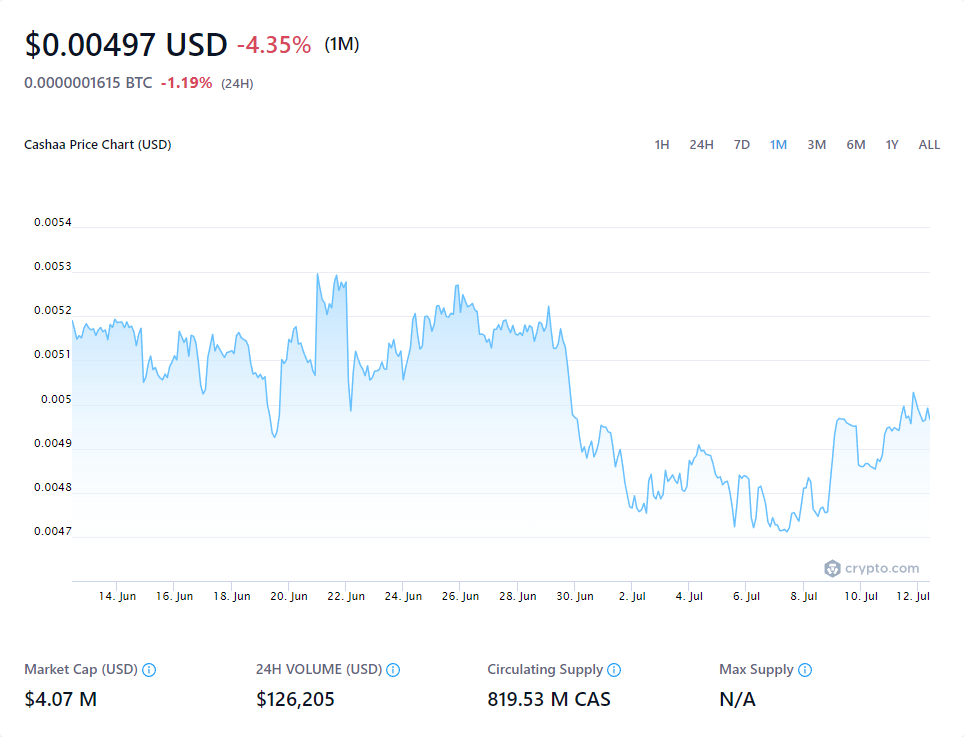 $0.00497 USD -4.35% (1M)
0.0000001615 BTC -1.19% (24H)
Cashaa Price Chart (USD) 1H 24H 7D 1M 3M 6M 1Y ALL
0.0054
0.0053
0.0052
0.0051
0.005
0.0049
0.0048
0.0047
crypto.com
14. Jun 16. Jun 18. Jun 20. Jun 22. Jun 24. Jun 26. Jun 28. Jun 30. Jun 2. Jul 4. Jul 6. Jul 8. Jul 10. Jul 12. Jul
Market Cap (USD) 24H VOLUME (USD) Circulating Supply Max Supply
$4.07 M $126,205 819.53 M CAS N/A